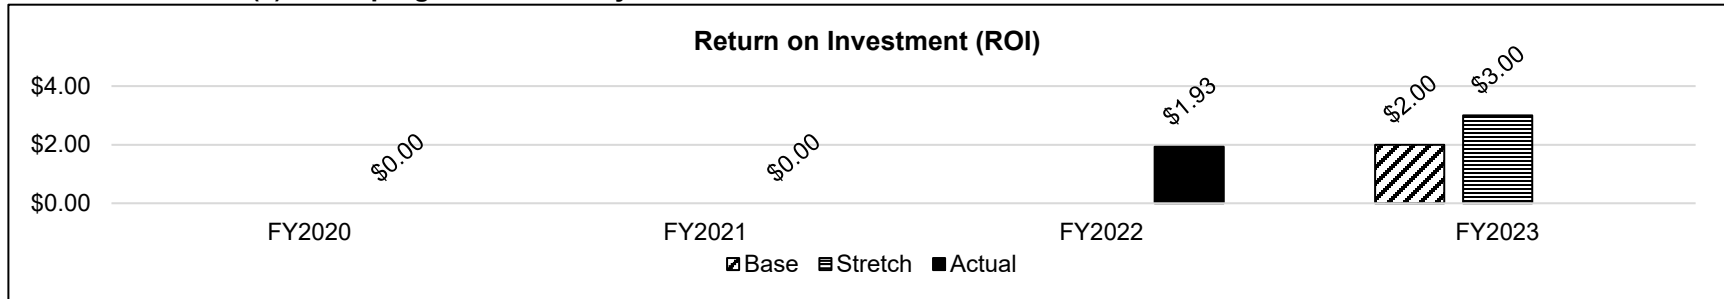 Return on Investment (ROI)
$4.00
$2.00
$0.00
$0.00
$0.00
$1.93
$2.00
$3.00
FY2020
FY2021
FY2022
FY2023
Base
Stretch
Actual